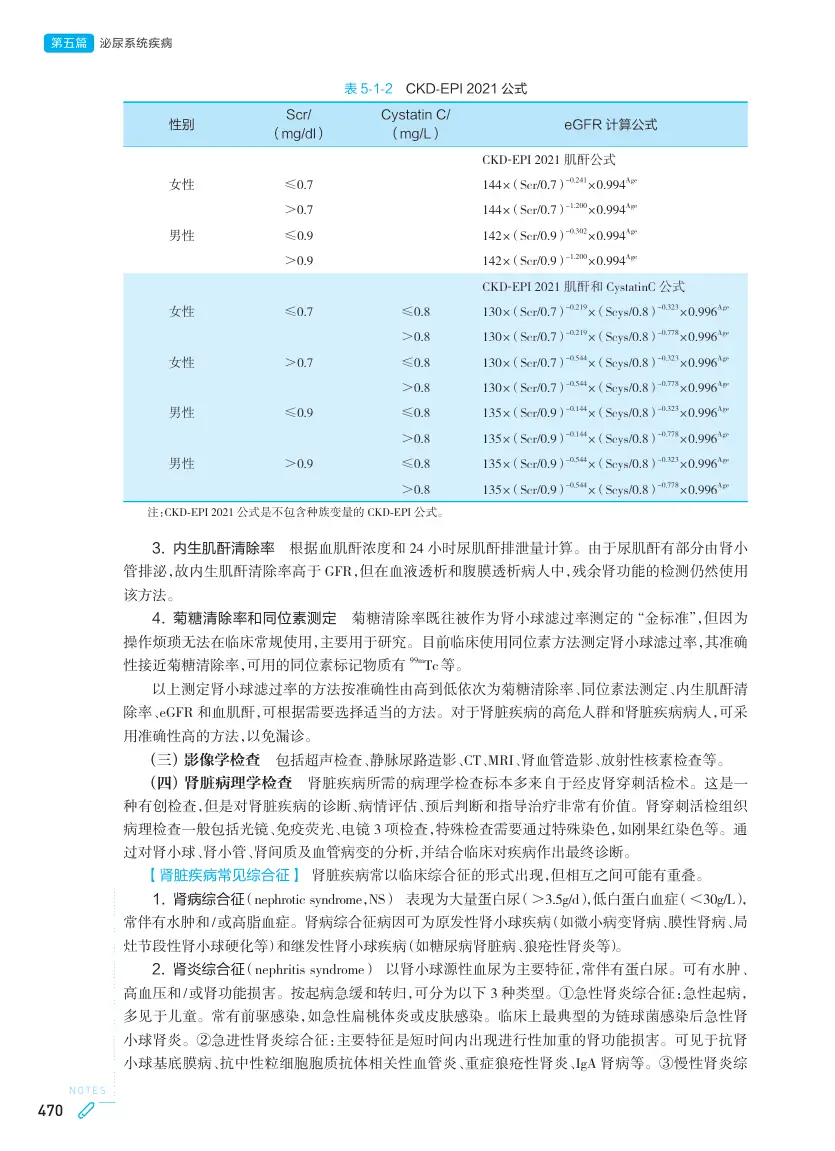 第五篇 泌尿系统疾病
表 5-1-2 CKD-EPI 2021 公式
性别 Scr/（mg/dl） Cystatin C/（mg/L） eGFR 计算公式
CKD-EPI 2021 肌酐公式
女性 ≤0.7 144×（Scr/0.7）^−0.241×0.994^Age
＞0.7 144×（Scr/0.7）^−1.200×0.994^Age
男性 ≤0.9 142×（Scr/0.9）^−0.302×0.994^Age
＞0.9 142×（Scr/0.9）^−1.200×0.994^Age
CKD-EPI 2021 肌酐和 CystatinC 公式
女性 ≤0.7 ≤0.8 130×（Scr/0.7）^−0.219×（Scys/0.8）^−0.323×0.996^Age
＞0.8 130×（Scr/0.7）^−0.219×（Scys/0.8）^−0.778×0.996^Age
女性 ＞0.7 ≤0.8 130×（Scr/0.7）^−0.544×（Scys/0.8）^−0.323×0.996^Age
＞0.8 130×（Scr/0.7）^−0.544×（Scys/0.8）^−0.778×0.996^Age
男性 ≤0.9 ≤0.8 135×（Scr/0.9）^−0.144×（Scys/0.8）^−0.323×0.996^Age
＞0.8 135×（Scr/0.9）^−0.144×（Scys/0.8）^−0.778×0.996^Age
男性 ＞0.9 ≤0.8 135×（Scr/0.9）^−0.544×（Scys/0.8）^−0.323×0.996^Age
＞0.8 135×（Scr/0.9）^−0.544×（Scys/0.8）^−0.778×0.996^Age
注：CKD-EPI 2021 公式是不包含种族变量的 CKD-EPI 公式。
3. 内生肌酐清除率 根据血肌酐浓度和 24 小时尿肌酐排泄量计算。由于尿肌酐有部分由肾小
管排泌，故内生肌酐清除率高于 GFR，但在血液透析和腹膜透析病人中，残余肾功能的检测仍然使用
该方法。
4. 菊糖清除率和同位素测定 菊糖清除率既往被作为肾小球滤过率测定的“金标准”，但因为
操作烦琐无法在临床常规使用，主要用于研究。目前临床使用同位素方法测定肾小球滤过率，其准确
性接近菊糖清除率，可用的同位素标记物质有 ^99mTc 等。
以上测定肾小球滤过率的方法按准确性由高到低依次为菊糖清除率、同位素法测定、内生肌酐清
除率、eGFR 和血肌酐，可根据需要选择适当的方法。对于肾脏疾病的高危人群和肾脏疾病病人，可采
用准确性高的方法，以免漏诊。
（三）影像学检查 包括超声检查、静脉尿路造影、CT、MRI、肾血管造影、放射性核素检查等。
（四）肾脏病理学检查 肾脏疾病所需的病理学检查标本多来自于经皮肾穿刺活检术。这是一
种有创检查，但是对肾脏疾病的诊断、病情评估、预后判断和指导治疗非常有价值。肾穿刺活检组织
病理检查一般包括光镜、免疫荧光、电镜 3 项检查，特殊检查需要通过特殊染色，如刚果红染色等。通
过对肾小球、肾小管、肾间质及血管病变的分析，并结合临床对疾病作出最终诊断。
【肾脏疾病常见综合征】 肾脏疾病常以临床综合征的形式出现，但相互之间可能有重叠。
1. 肾病综合征（nephrotic syndrome，NS） 表现为大量蛋白尿（＞3.5g/d），低白蛋白血症（＜30g/L），
常伴有水肿和/或高脂血症。肾病综合征病因可为原发性肾小球疾病（如微小病变肾病、膜性肾病、局
灶节段性肾小球硬化等）和继发性肾小球疾病（如糖尿病肾脏病、狼疮性肾炎等）。
2. 肾炎综合征（nephritis syndrome） 以肾小球源性血尿为主要特征，常伴有蛋白尿。可有水肿、
高血压和/或肾功能损害。按起病急缓和转归，可分为以下 3 种类型。①急性肾炎综合征：急性起病，
多见于儿童。常有前驱感染，如急性扁桃体炎或皮肤感染。临床上最典型的为链球菌感染后急性肾
小球肾炎。②急进性肾炎综合征：主要特征是短时间内出现进行性加重的肾功能损害。可见于抗肾
小球基底膜病、抗中性粒细胞胞质抗体相关性血管炎、重症狼疮性肾炎、IgA 肾病等。③慢性肾炎综
NOTES
470